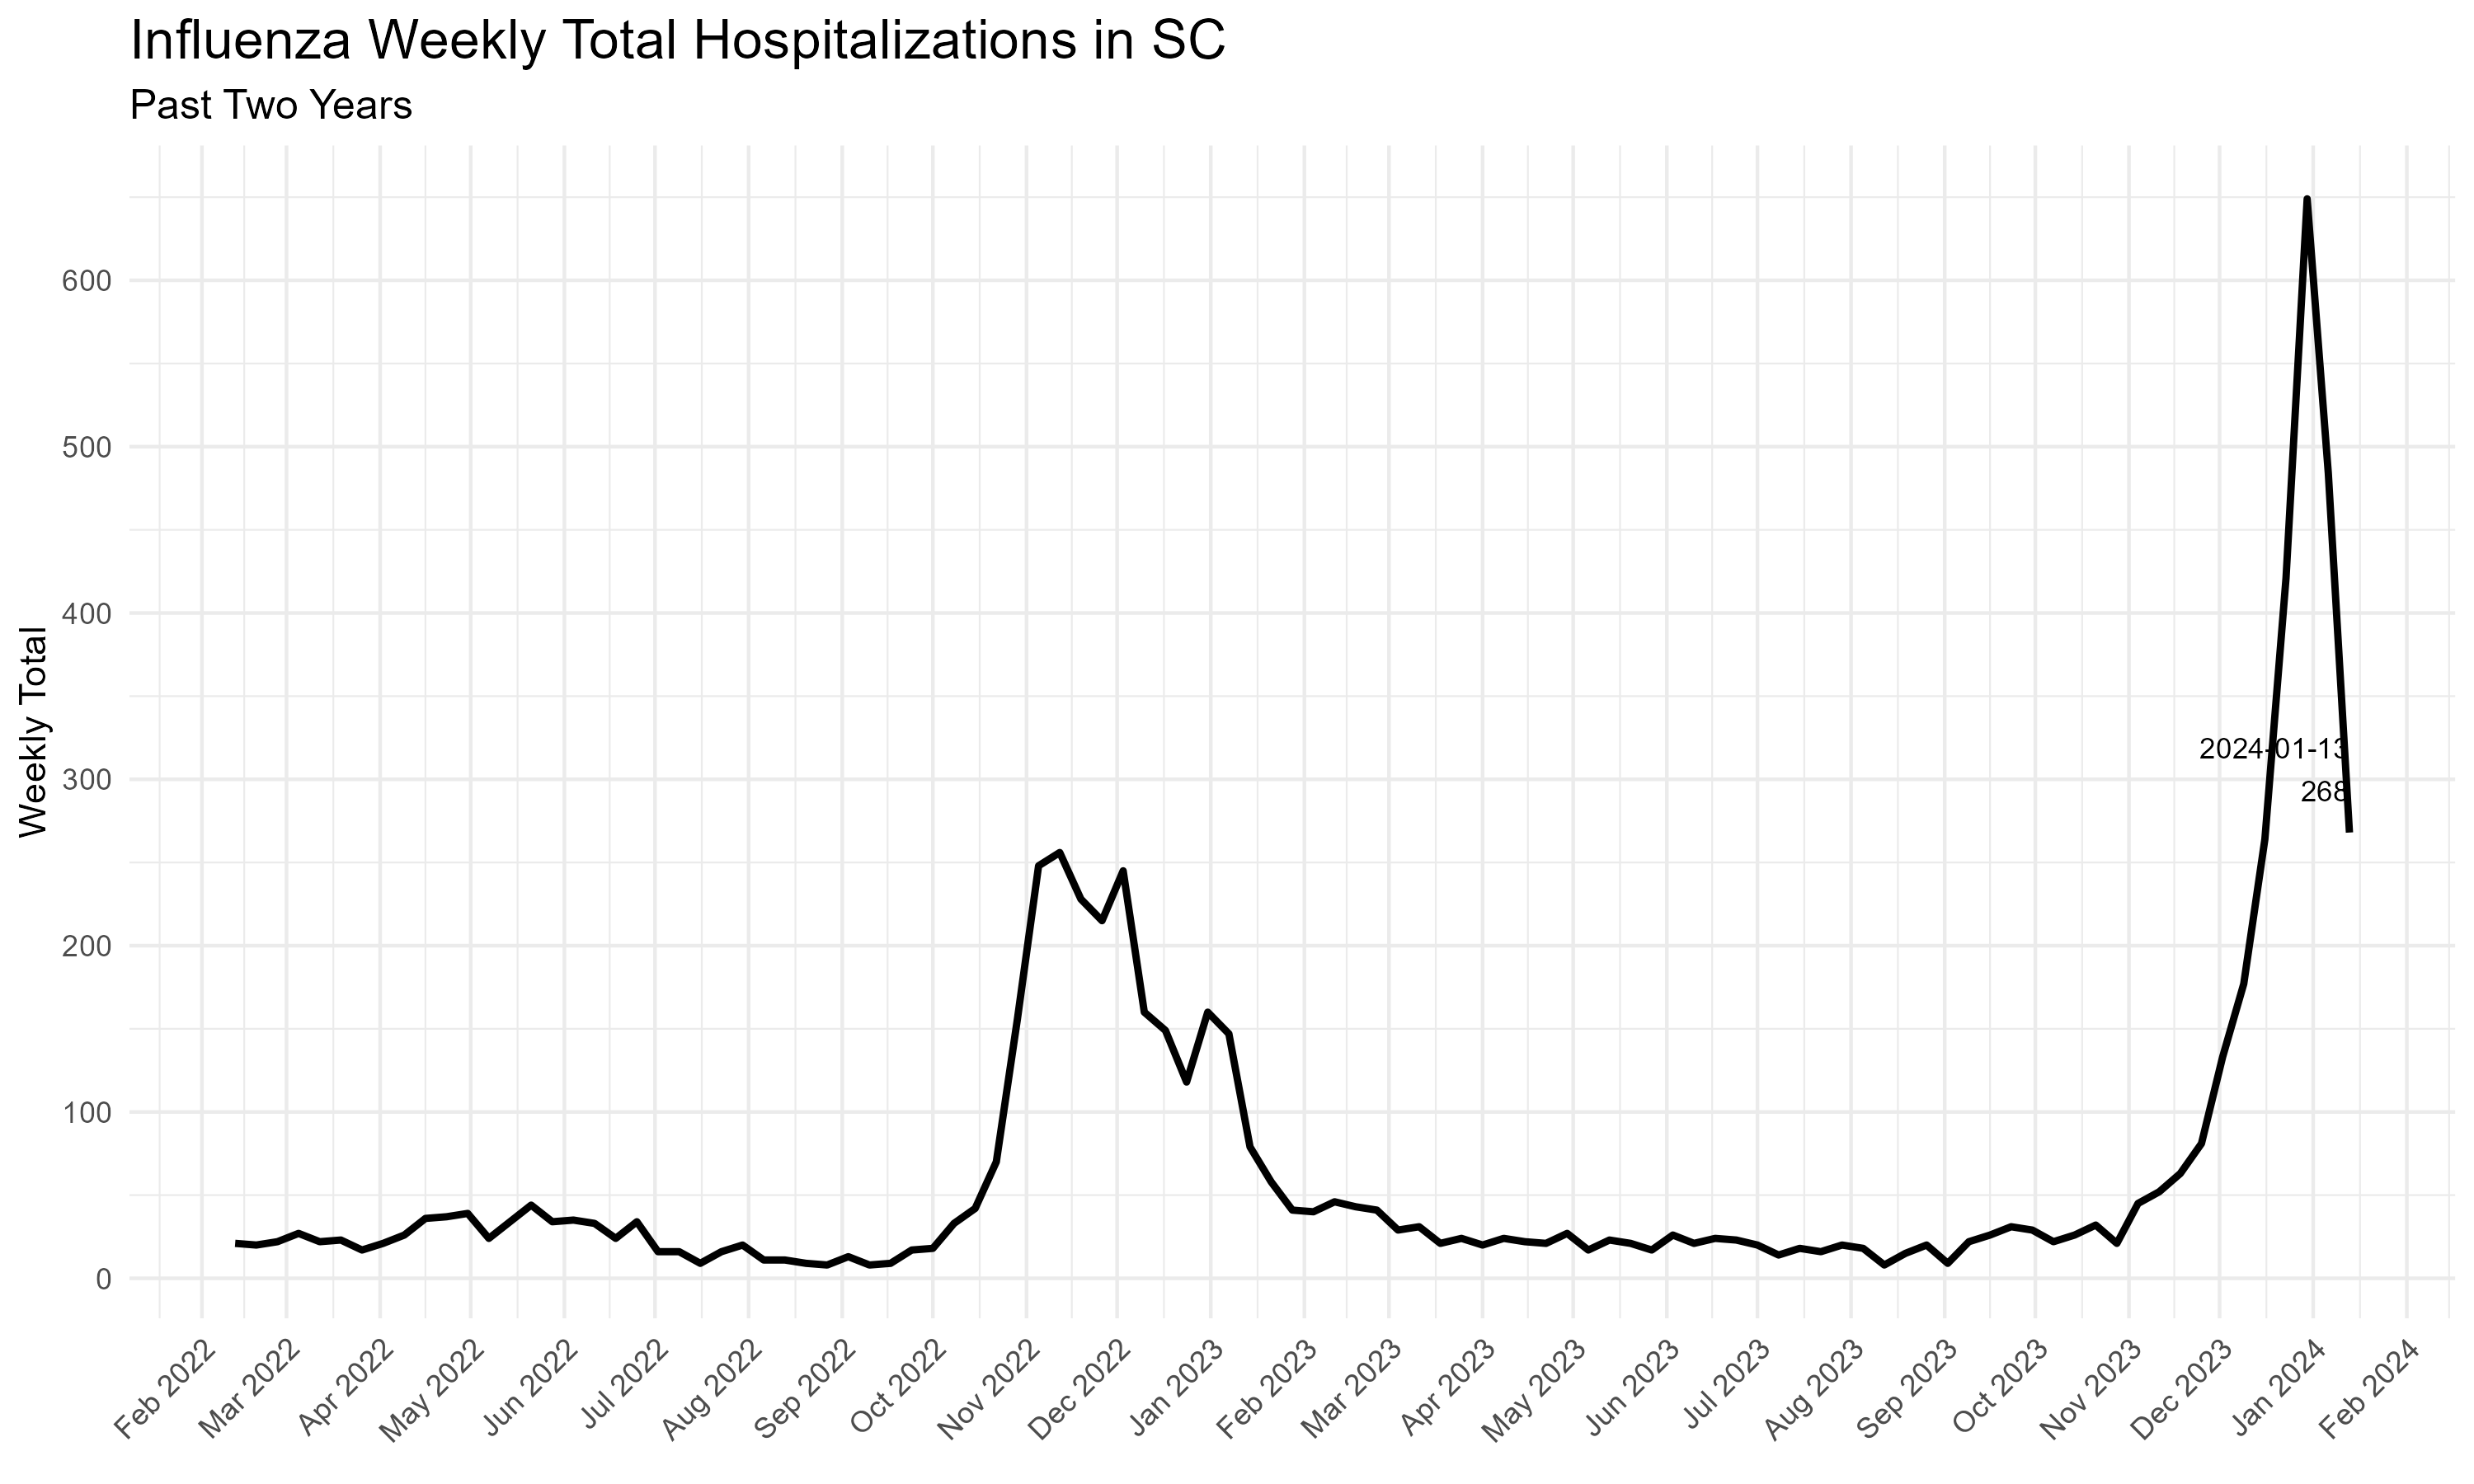 Influenza Weekly Total Hospitalizations in SC
Past Two Years
Weekly Total
600
500
400
300
200
100
0
2024-01-13
268
Feb 2022
Mar 2022
Apr 2022
May 2022
Jun 2022
Jul 2022
Aug 2022
Sep 2022
Oct 2022
Nov 2022
Dec 2022
Jan 2023
Feb 2023
Mar 2023
Apr 2023
May 2023
Jun 2023
Jul 2023
Aug 2023
Sep 2023
Oct 2023
Nov 2023
Dec 2023
Jan 2024
Feb 2024